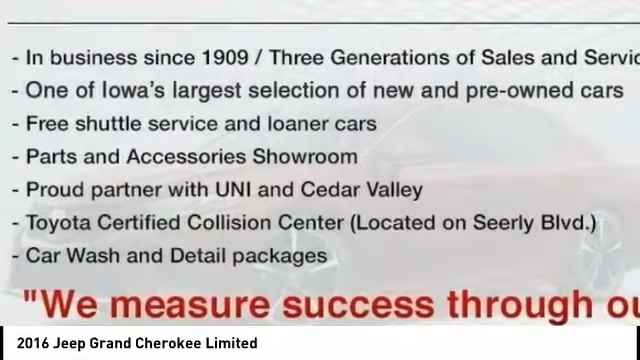 - In business since 1909 / Three Generations of Sales and Servic
- One of Iowa's largest selection of new and pre-owned cars
- Free shuttle service and loaner cars
- Parts and Accessories Showroom
- Proud partner with UNI and Cedar Valley
- Toyota Certified Collision Center (Located on Seerly Blvd.)
- Car Wash and Detail packages
"We measure success through ou
2016 Jeep Grand Cherokee Limited